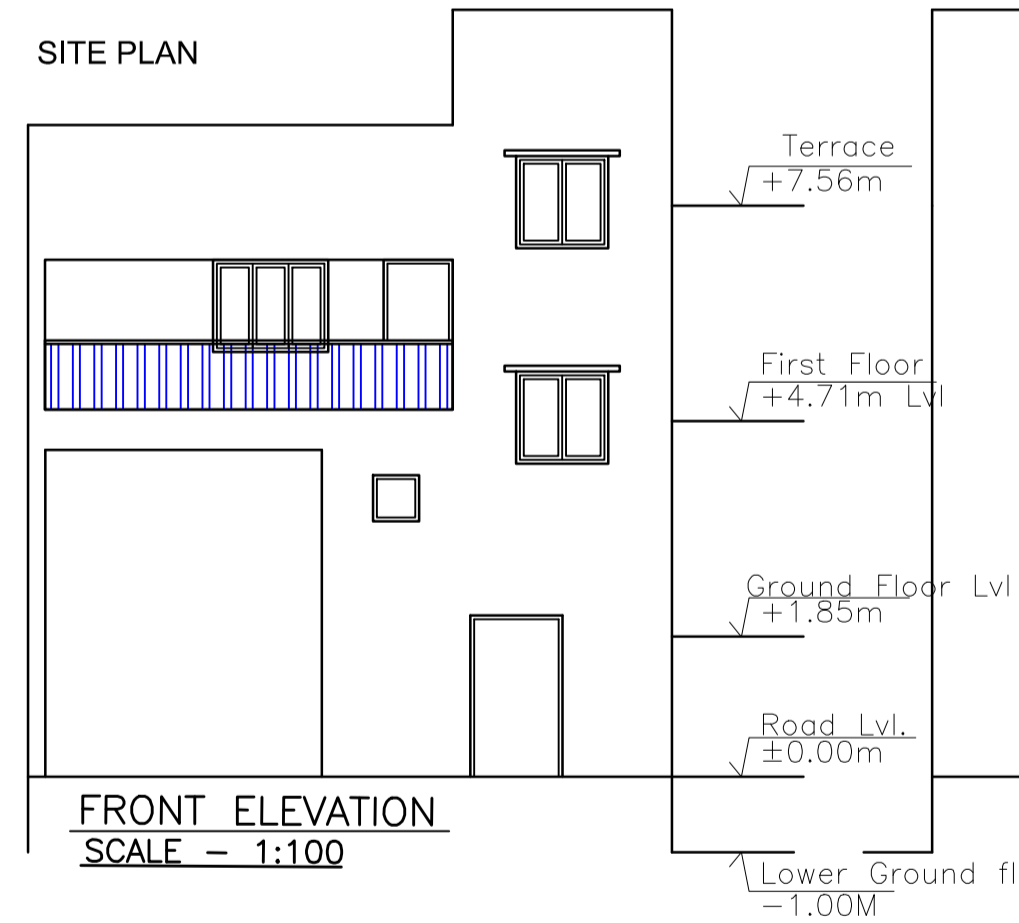 SITE PLAN
Terrace
+7.56m
First Floor
+4.71m Lvl
Ground Floor Lvl
+1.85m
Road Lvl.
±0.00m
FRONT ELEVATION
SCALE - 1:100
Lower Ground fl
-1.00M